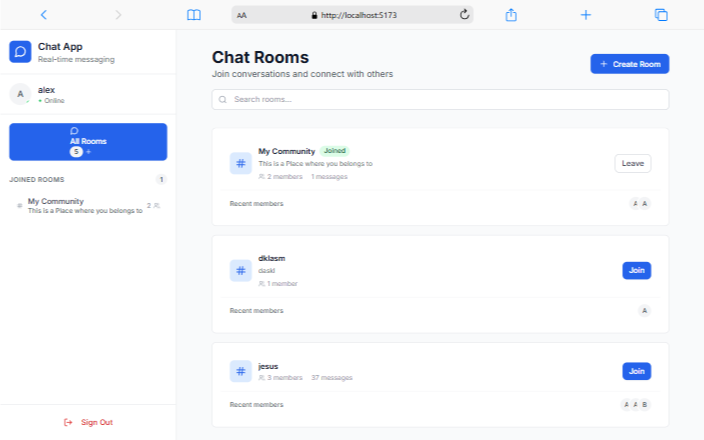 AA
http://localhost:5173
Chat App
Real-time messaging
A
alex
Online
All Rooms
5 +
JOINED ROOMS 1
# My Community
This is a Place where you belongs to
2
Sign Out
Chat Rooms
Join conversations and connect with others
+ Create Room
Search rooms...
# My Community Joined
This is a Place where you belongs to
2 members 1 messages
Leave
Recent members
A A
# dklasm
daskl
1 member
Join
Recent members
A
# jesus
3 members 37 messages
Join
Recent members
A A B